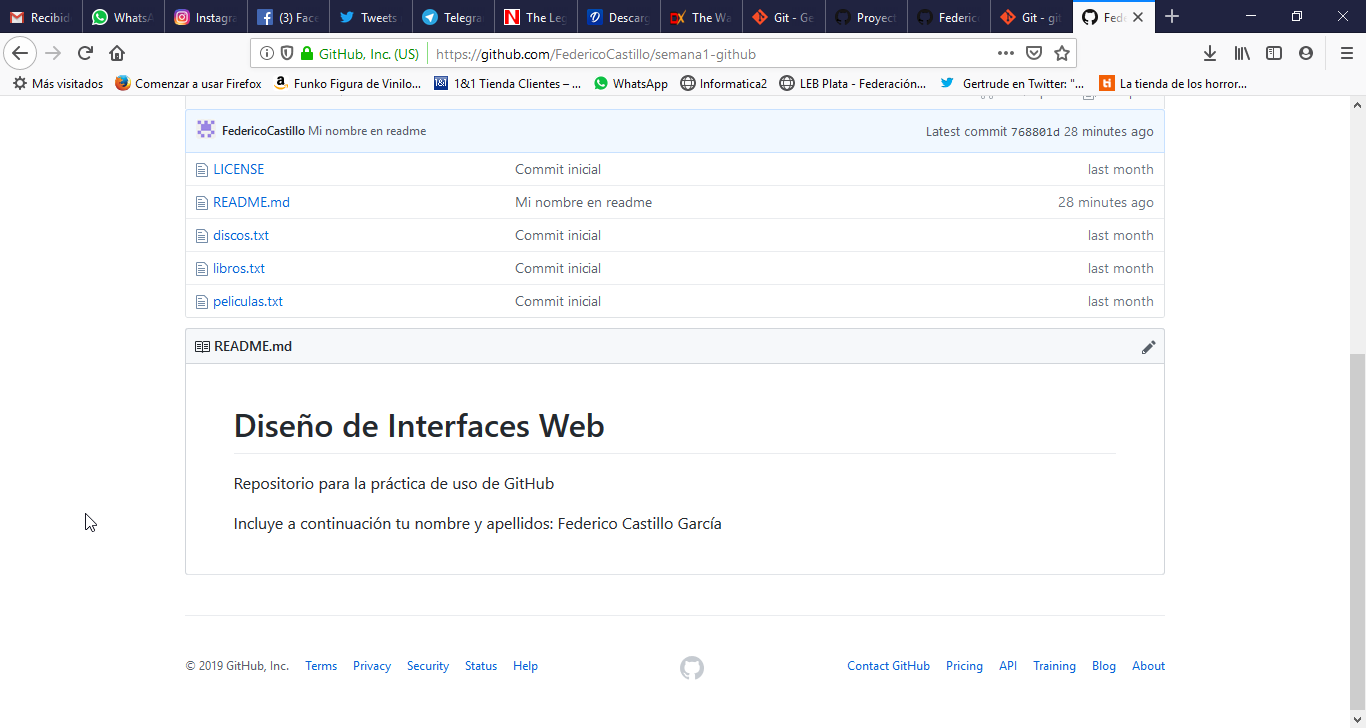 Recibid WhatsA Instagra (3) Face Tweets Telegra The Leg Descarg The Wa Git - Ge Proyect Federico Git - git Fede
GitHub, Inc. (US) https://github.com/FedericoCastillo/semana1-github
Más visitados Comenzar a usar Firefox Funko Figura de Vinilo... 1&1 Tienda Clientes – ... WhatsApp Informatica2 LEB Plata - Federación... Gertrude en Twitter: "... La tienda de los horror...
FedericoCastillo Mi nombre en readme Latest commit 768801d 28 minutes ago
LICENSE Commit inicial last month
README.md Mi nombre en readme 28 minutes ago
discos.txt Commit inicial last month
libros.txt Commit inicial last month
peliculas.txt Commit inicial last month
README.md
Diseño de Interfaces Web
Repositorio para la práctica de uso de GitHub
Incluye a continuación tu nombre y apellidos: Federico Castillo García
© 2019 GitHub, Inc. Terms Privacy Security Status Help Contact GitHub Pricing API Training Blog About